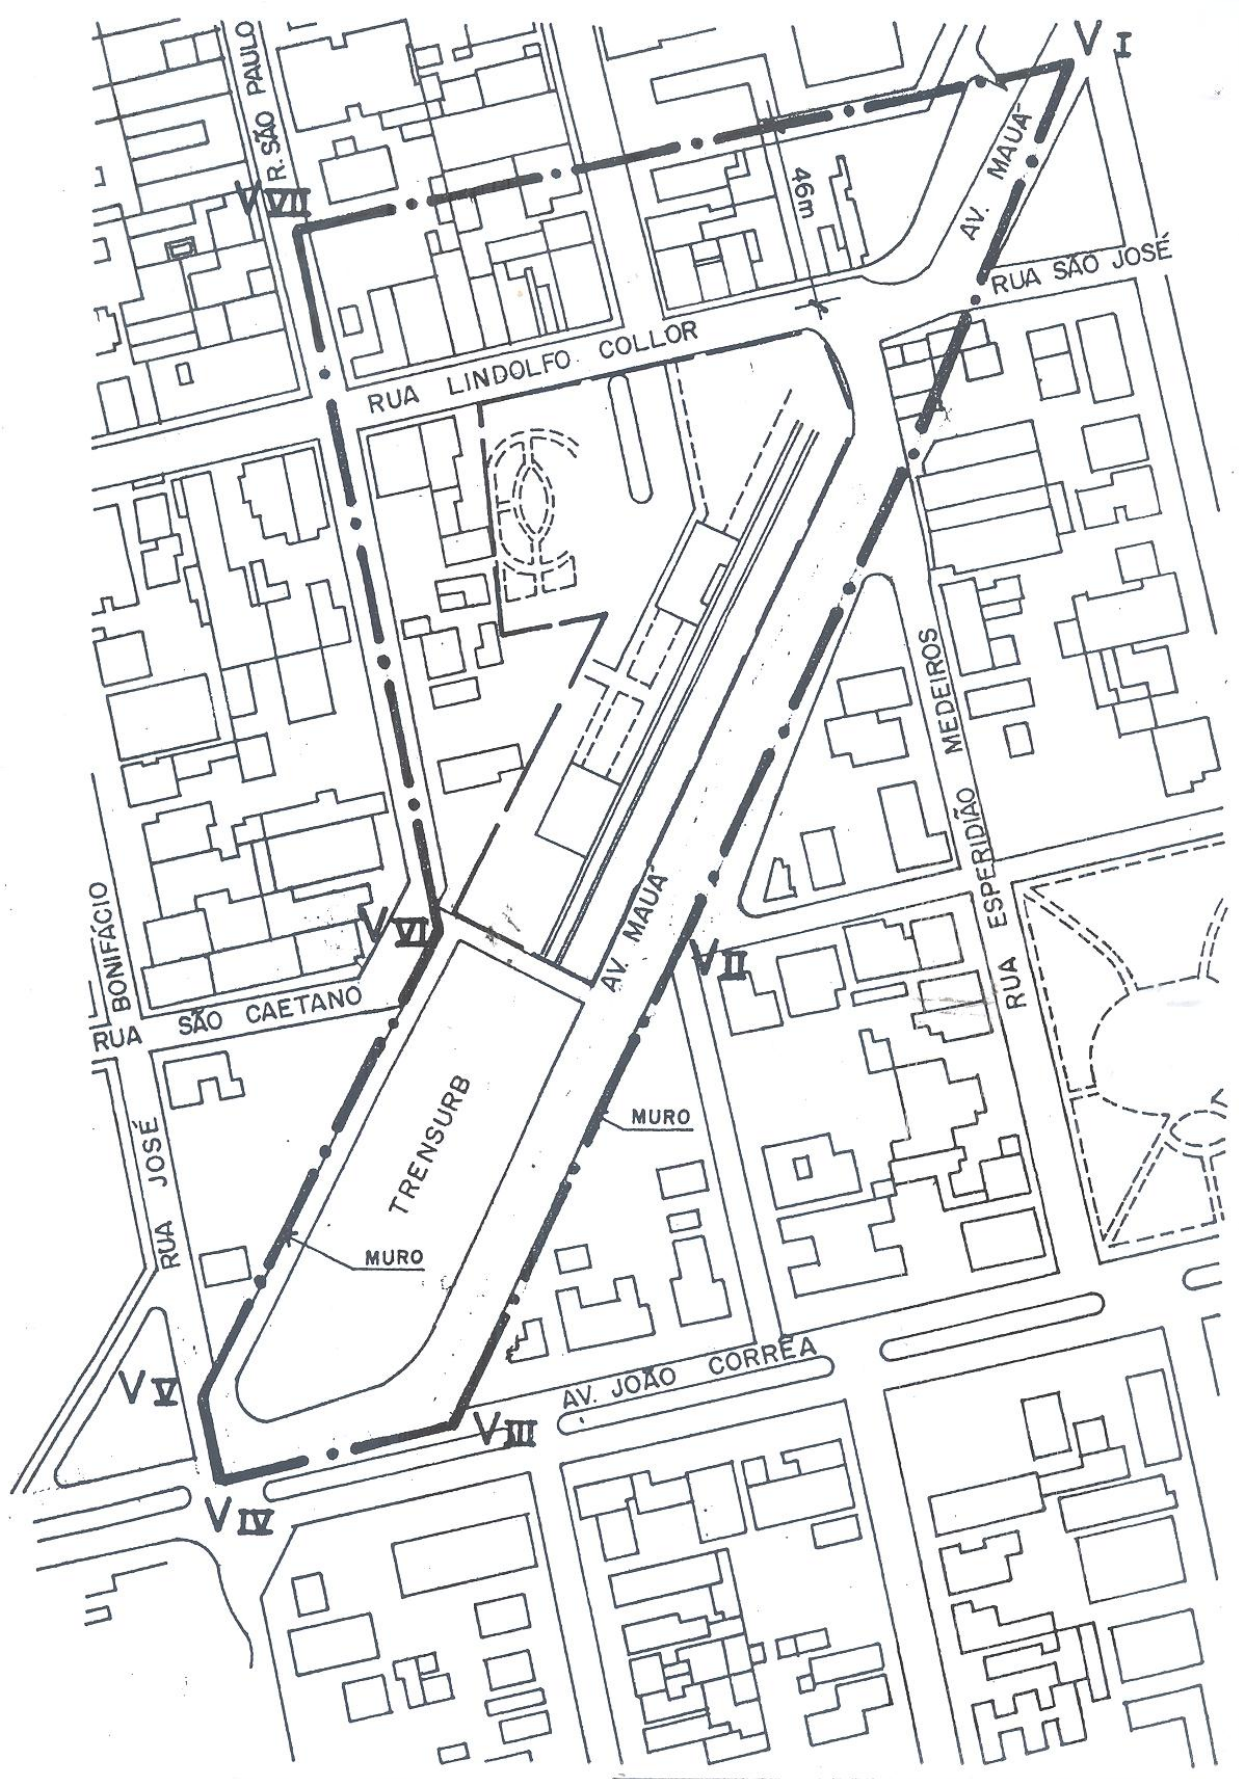 V I
R. SÃO PAULO
AV. MAUÁ
46m
V VII
RUA SÃO JOSÉ
RUA LINDOLFO COLLOR
RUA ESPERIDIÃO MEDEIROS
AV. MAUÁ
V VI
V II
BONIFÁCIO
RUA SÃO CAETANO
RUA JOSÉ
TRENSURB
MURO
MURO
V V
AV. JOÃO CORRÊA
V III
V IV